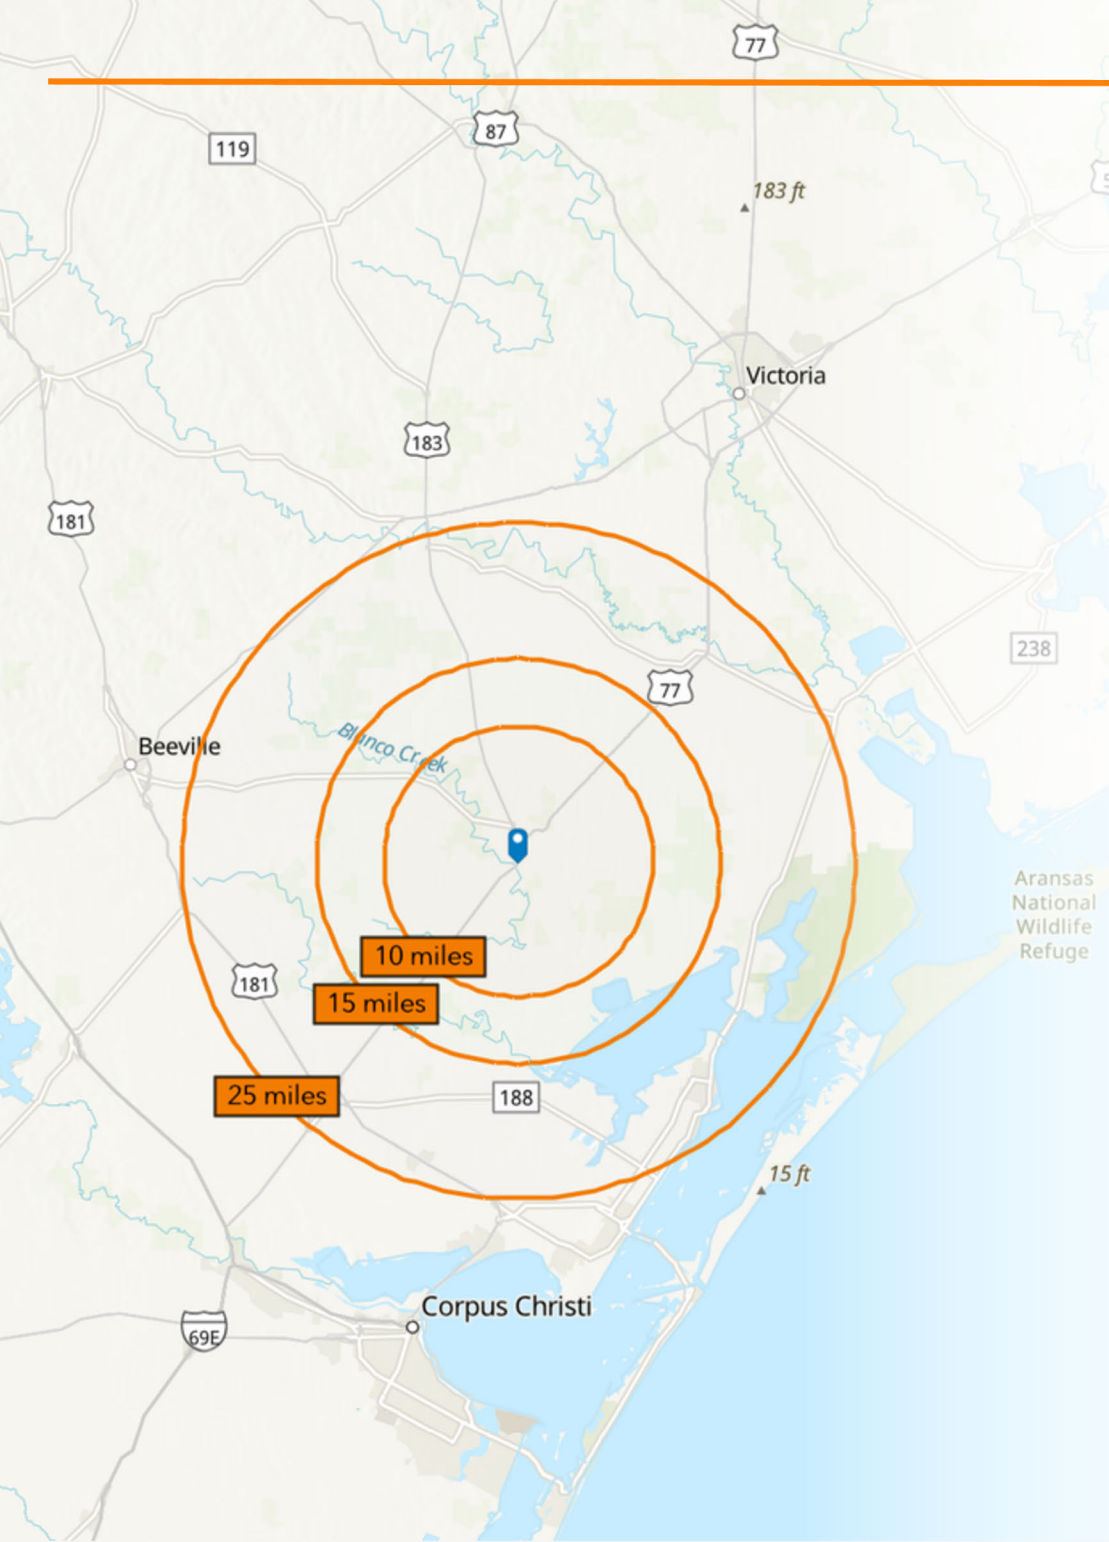 77
87
119
183 ft
Victoria
183
181
238
77
Beeville
Blanco Creek
Aransas
National
Wildlife
Refuge
10 miles
181
15 miles
25 miles
188
15 ft
Corpus Christi
69E